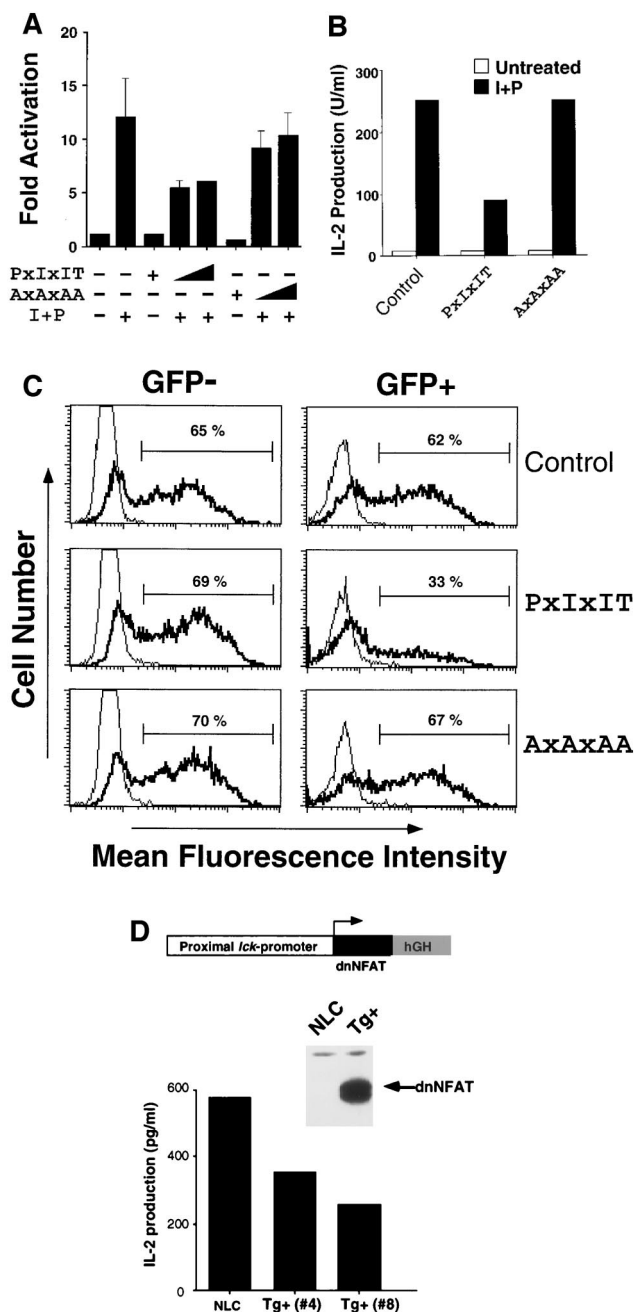 A
Fold Activation
20
15
10
5
0
PxIxIT – – + – – –
AxAxAA – – – – – + 
I+P – + – + + – + +
B
IL-2 Production (U/ml)
300
200
100
0
Untreated
I+P
Control
PxIxIT
AxAxAA
C
GFP- GFP+
65 % 62 % Control
69 % 33 % PxIxIT
70 % 67 % AxAxAA
Cell Number
Mean Fluorescence Intensity
D
Proximal lck-promoter hGH
dnNFAT
NLC Tg+
dnNFAT
IL-2 production (pg/ml)
600
400
200
0
NLC Tg+ (#4) Tg+ (#8)